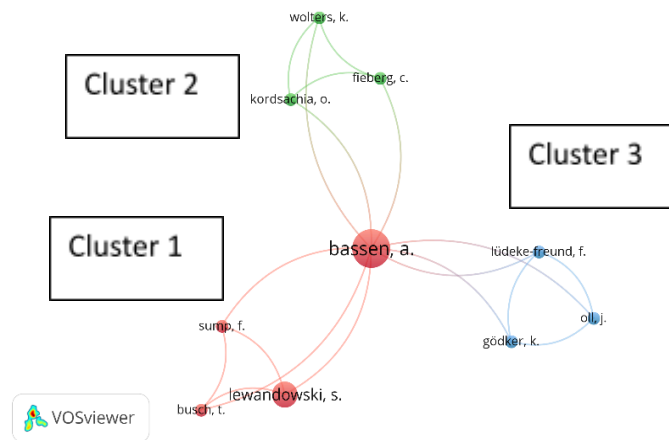 wolters, k.
Cluster 2
fieberg, c.
kordsachia, o.
Cluster 3
Cluster 1
bassen, a.
lüdeke-freund, f.
sump, f.
oll, j.
gödker, k.
lewandowski, s.
busch, t.
VOSviewer